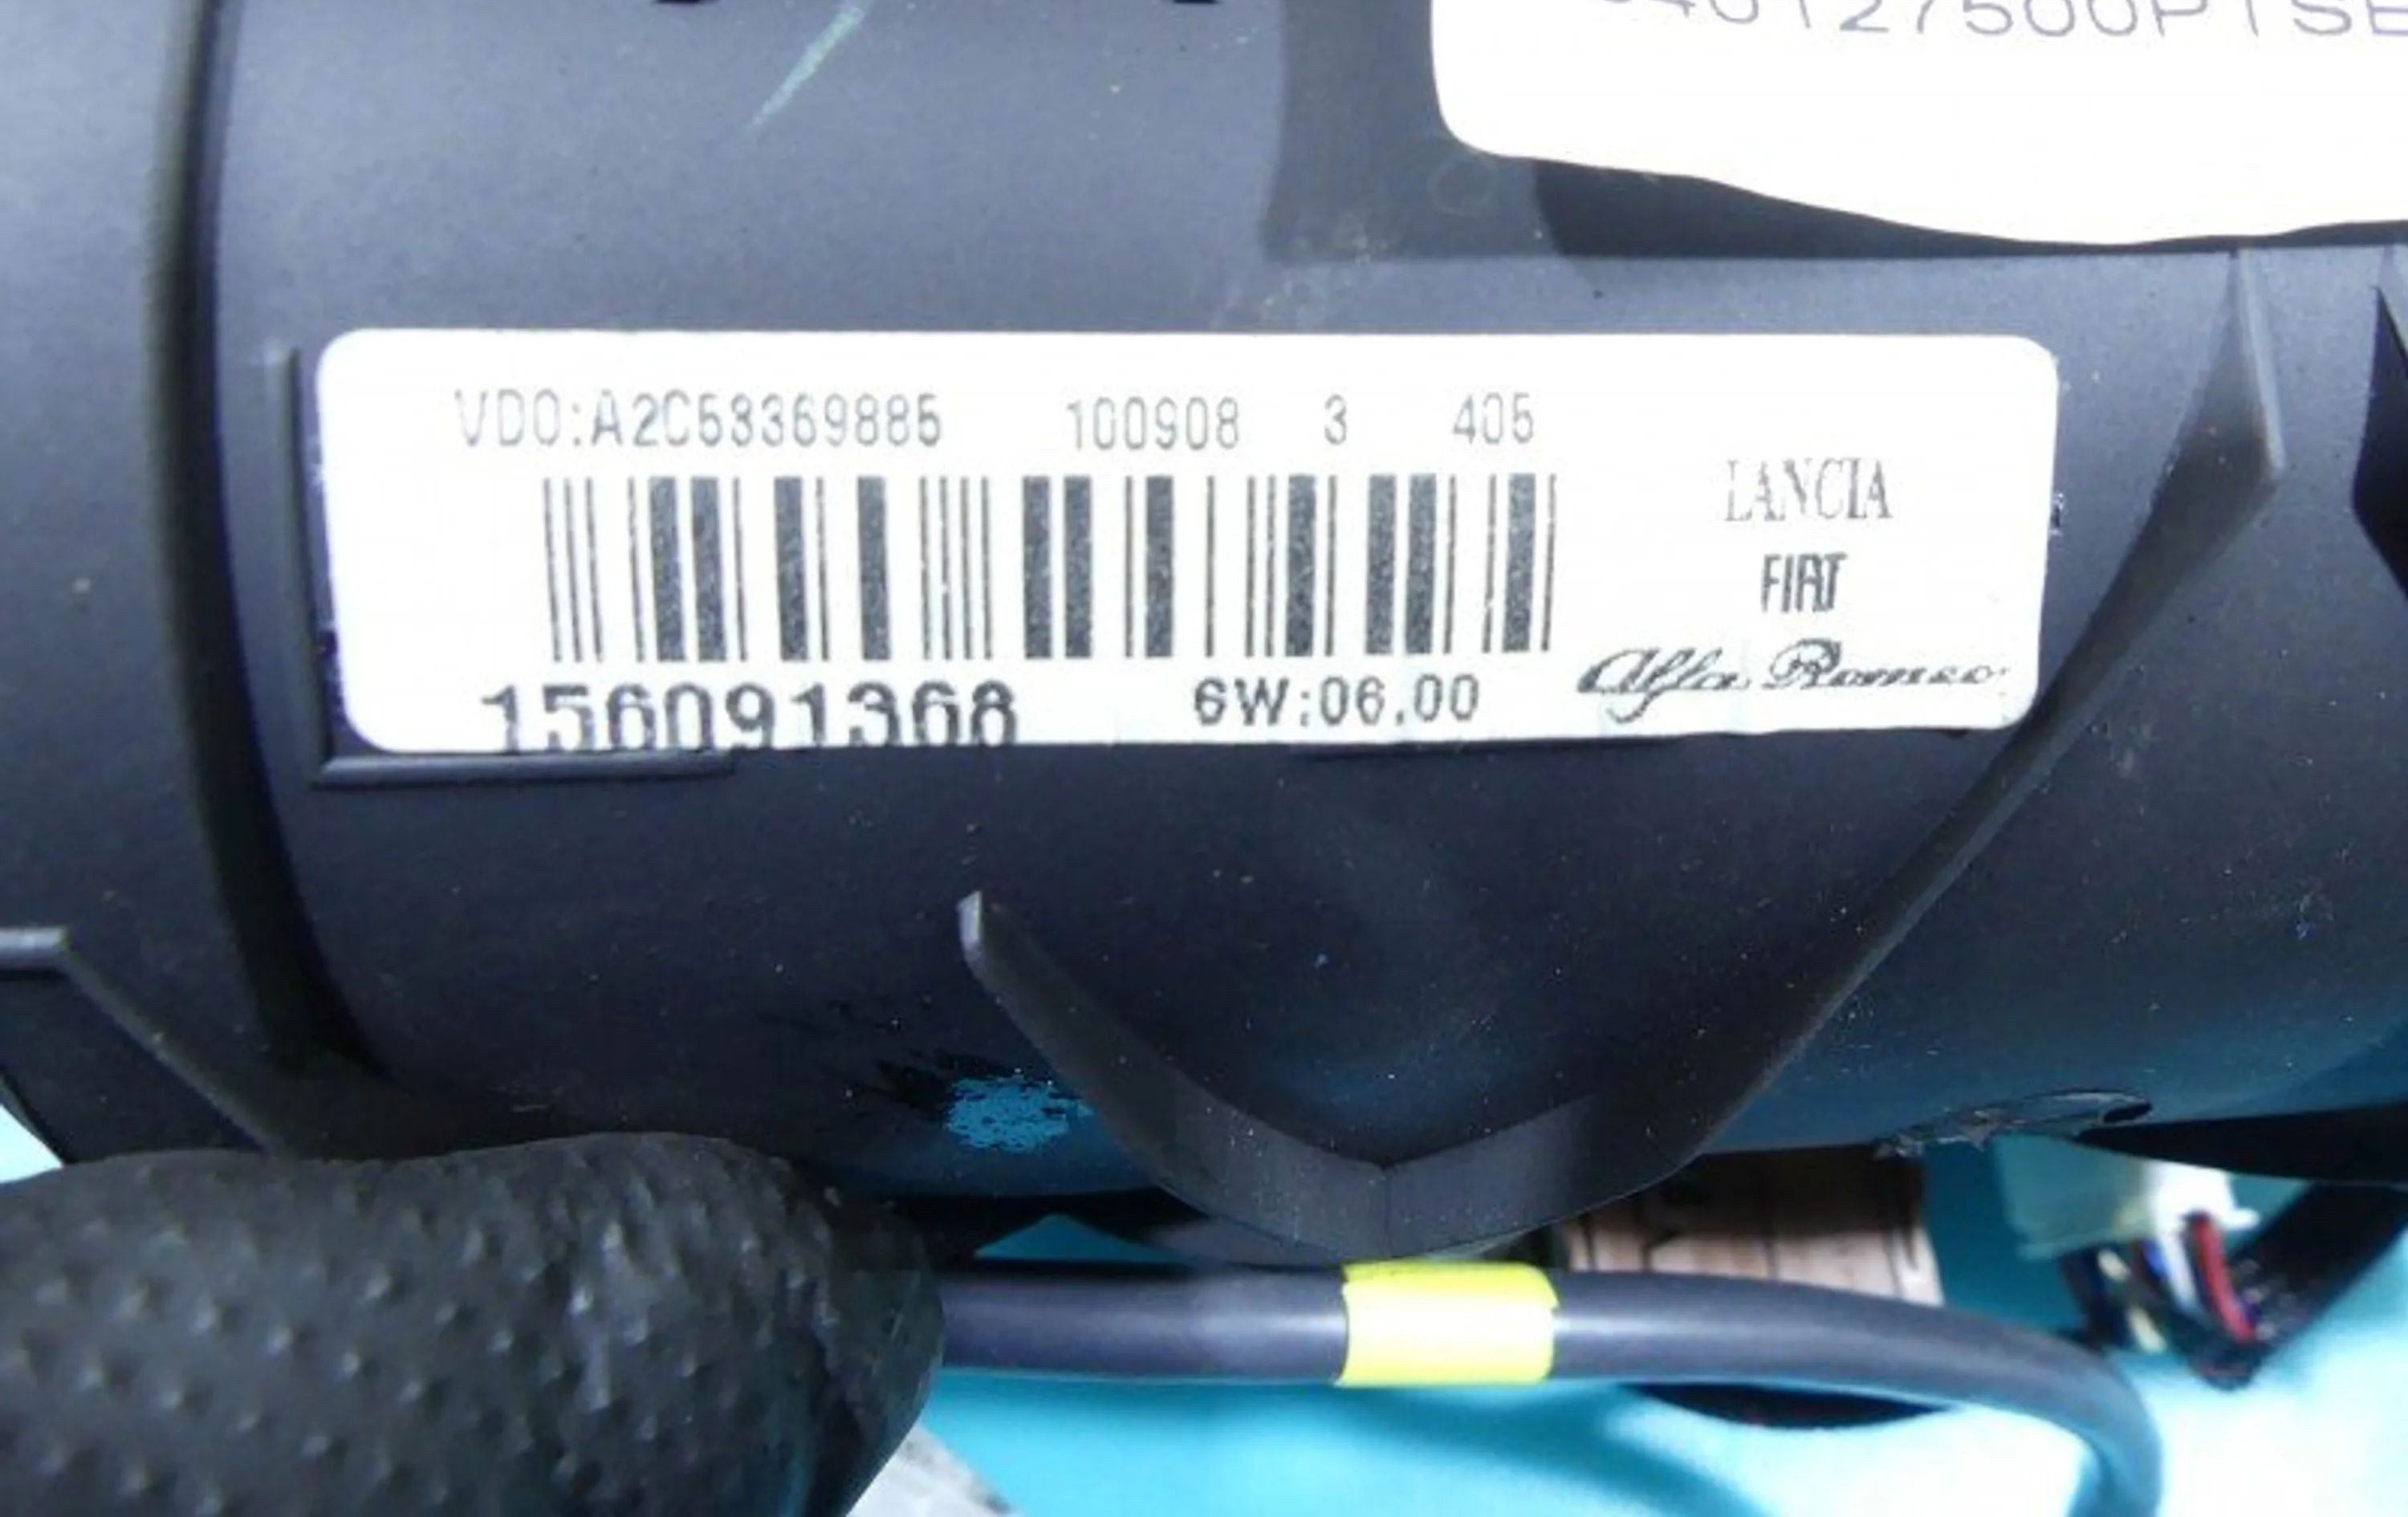 VDO:A2C53369885 100908 3 405
LANCIA
FIAT
Alfa Romeo
156091368 6W:06.00